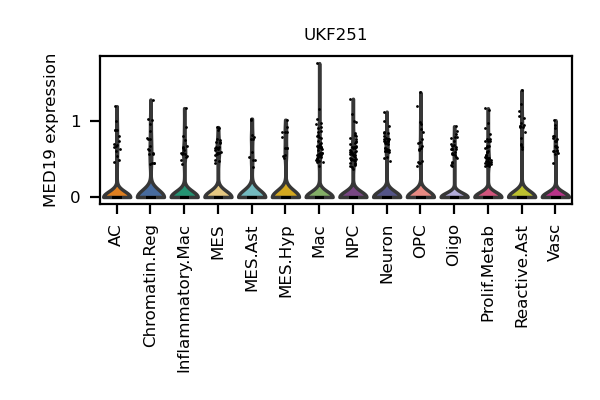 UKF251
MED19 expression
1
0
AC
Chromatin.Reg
Inflammatory.Mac
MES
MES.Ast
MES.Hyp
Mac
NPC
Neuron
OPC
Oligo
Prolif.Metab
Reactive.Ast
Vasc